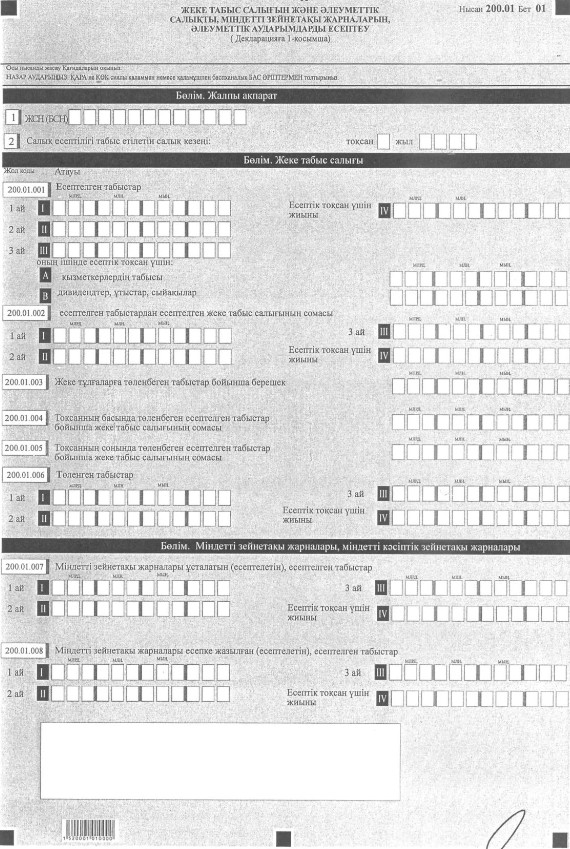 ЖЕКЕ ТАБЫС САЛЫҒЫН ЖӘНЕ ӘЛЕУМЕТТІК
САЛЫҚТЫ, МІНДЕТТІ ЗЕЙНЕТАҚЫ ЖАРНАЛАРЫН,
ӘЛЕУМЕТТІК АУДАРЫМДАРДЫ ЕСЕПТЕУ
(Декларацияға 1-қосымша)
Нысан 200.01 Бет 01
Осы нысанды жасау Қағидаларын оқыңыз
НАЗАР АУДАРЫҢЫЗ! ҚАРА не КӨК сиялы қаламмен немесе қаламұшпен баспаналық БАС ӘРІПТЕРМЕН толтырыңыз
Бөлім. Жалпы ақпарат
1 ЖСН (БСН)
2 Салық есептілігі табыс етілетін салық кезеңі: тоқсан жыл
Бөлім. Жеке табыс салығы
Жол коды Атауы
200.01.001 Есептелген табыстар
млрд. млн. мың.
1 ай I Есептік тоқсан үшін жиыны IV
2 ай II
3 ай III
оның ішінде есептік тоқсан үшін:
A қызметкерлердің табысы
B дивидендтер, ұтыстар, сыйақылар
200.01.002 есептелген табыстардан есептелген жеке табыс салығының сомасы
млрд. млн. мың.
1 ай I 3 ай III
2 ай II Есептік тоқсан үшін жиыны IV
200.01.003 Жеке тұлғаларға төленбеген табыстар бойынша берешек
млрд. млн. мың.
200.01.004 Тоқсанның басында төленбеген есептелген табыстар
бойынша жеке табыс салығының сомасы
млрд. млн. мың.
200.01.005 Тоқсанның соңында төленбеген есептелген табыстар
бойынша жеке табыс салығының сомасы
млрд. млн. мың.
200.01.006 Төленген табыстар
млрд. млн. мың.
1 ай I 3 ай III
2 ай II Есептік тоқсан үшін жиыны IV
Бөлім. Міндетті зейнетақы жарналары, міндетті кәсіптік зейнетақы жарналары
200.01.007 Міндетті зейнетақы жарналары ұсталатын (есептелетін), есептелген табыстар
млрд. млн. мың.
1 ай I 3 ай III
2 ай II Есептік тоқсан үшін жиыны IV
200.01.008 Міндетті зейнетақы жарналары есепке жазылған (есептелетін), есептелген табыстар
млрд. млн. мың.
1 ай I 3 ай III
2 ай II Есептік тоқсан үшін жиыны IV